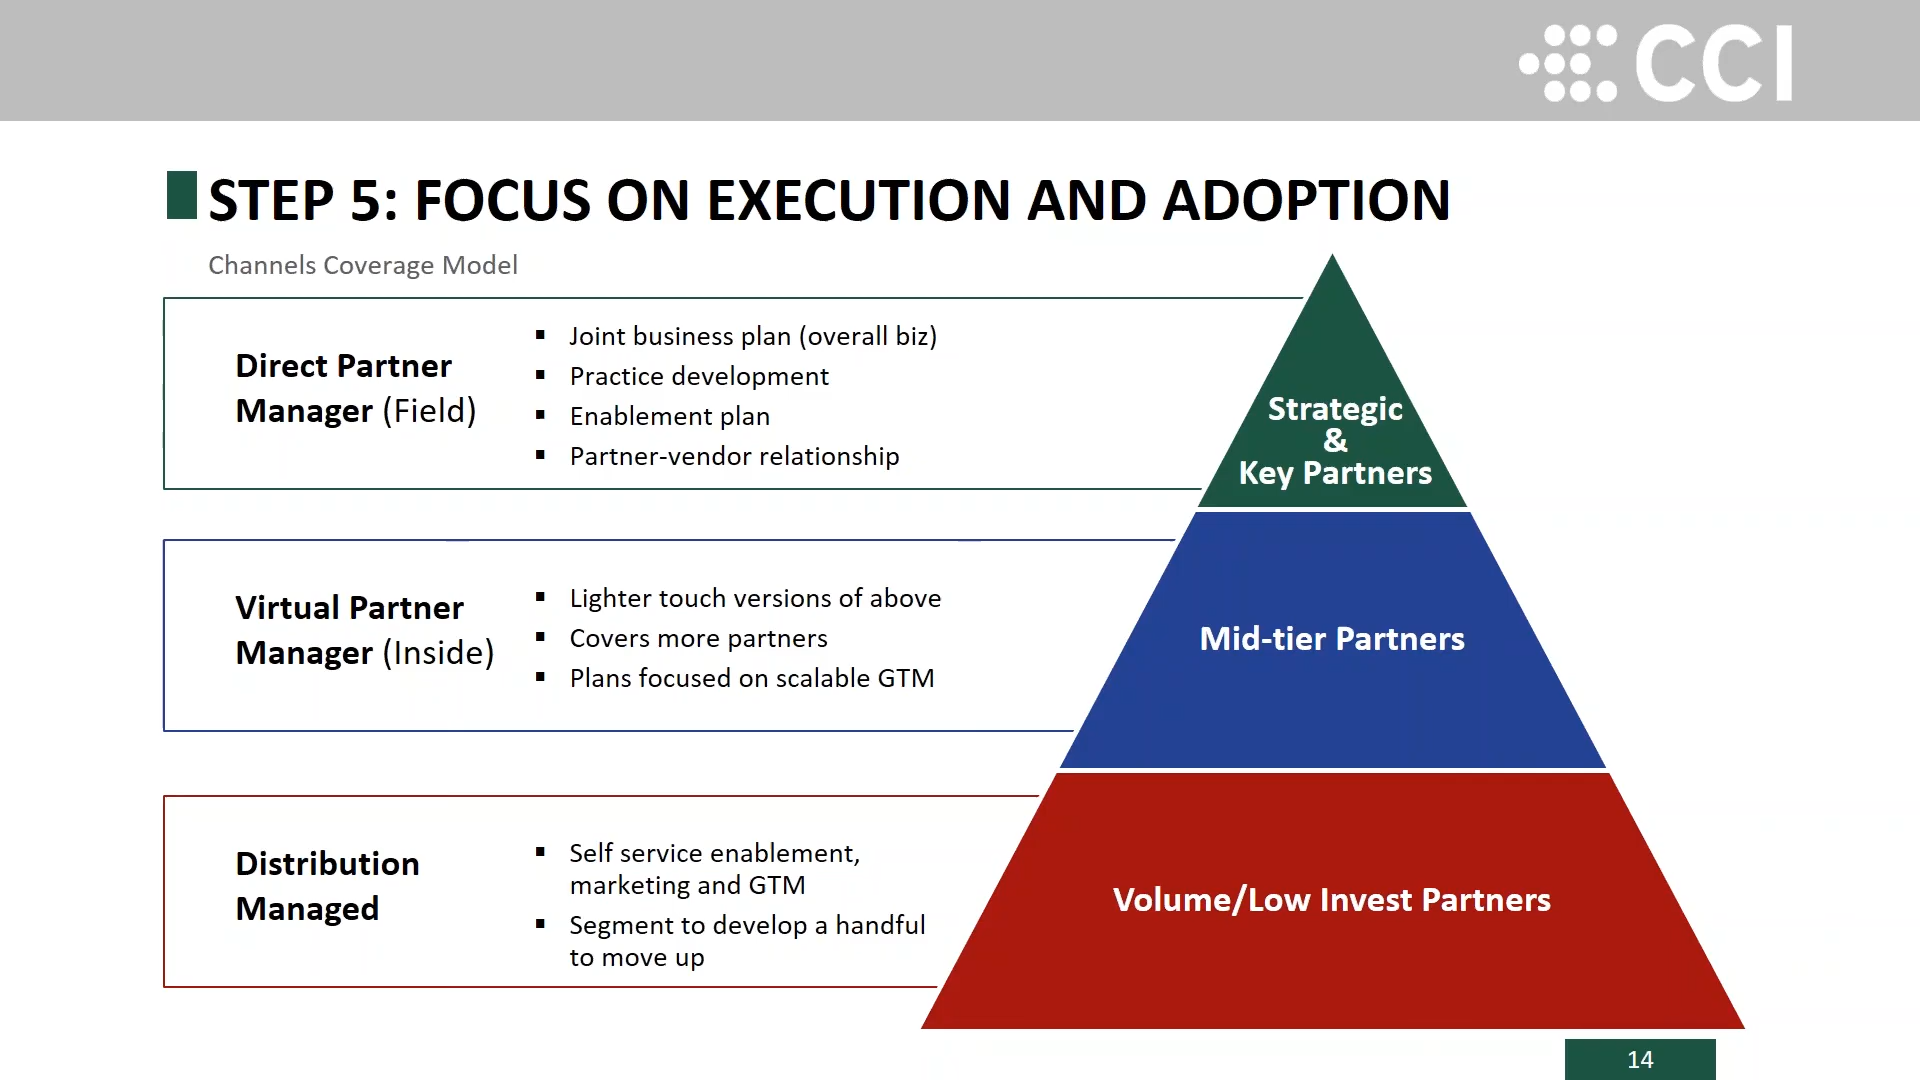 CCI
STEP 5: FOCUS ON EXECUTION AND ADOPTION
Channels Coverage Model
Direct Partner
Manager (Field)
▪ Joint business plan (overall biz)
▪ Practice development
▪ Enablement plan
▪ Partner-vendor relationship
Strategic
&
Key Partners
Virtual Partner
Manager (Inside)
▪ Lighter touch versions of above
▪ Covers more partners
▪ Plans focused on scalable GTM
Mid-tier Partners
Distribution
Managed
▪ Self service enablement,
marketing and GTM
▪ Segment to develop a handful
to move up
Volume/Low Invest Partners
14